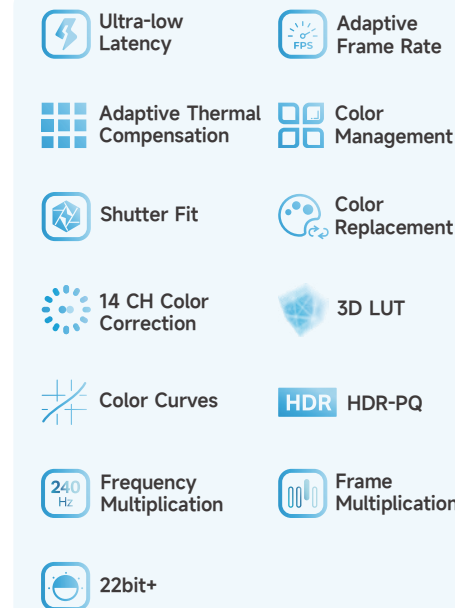 Ultra-low
Latency
FPS
Adaptive
Frame Rate
Adaptive Thermal
Compensation
Color
Management
Shutter Fit
Color
Replacement
14 CH Color
Correction
3D LUT
Color Curves
HDR
HDR-PQ
240
Hz
Frequency
Multiplication
Frame
Multiplication
22bit+